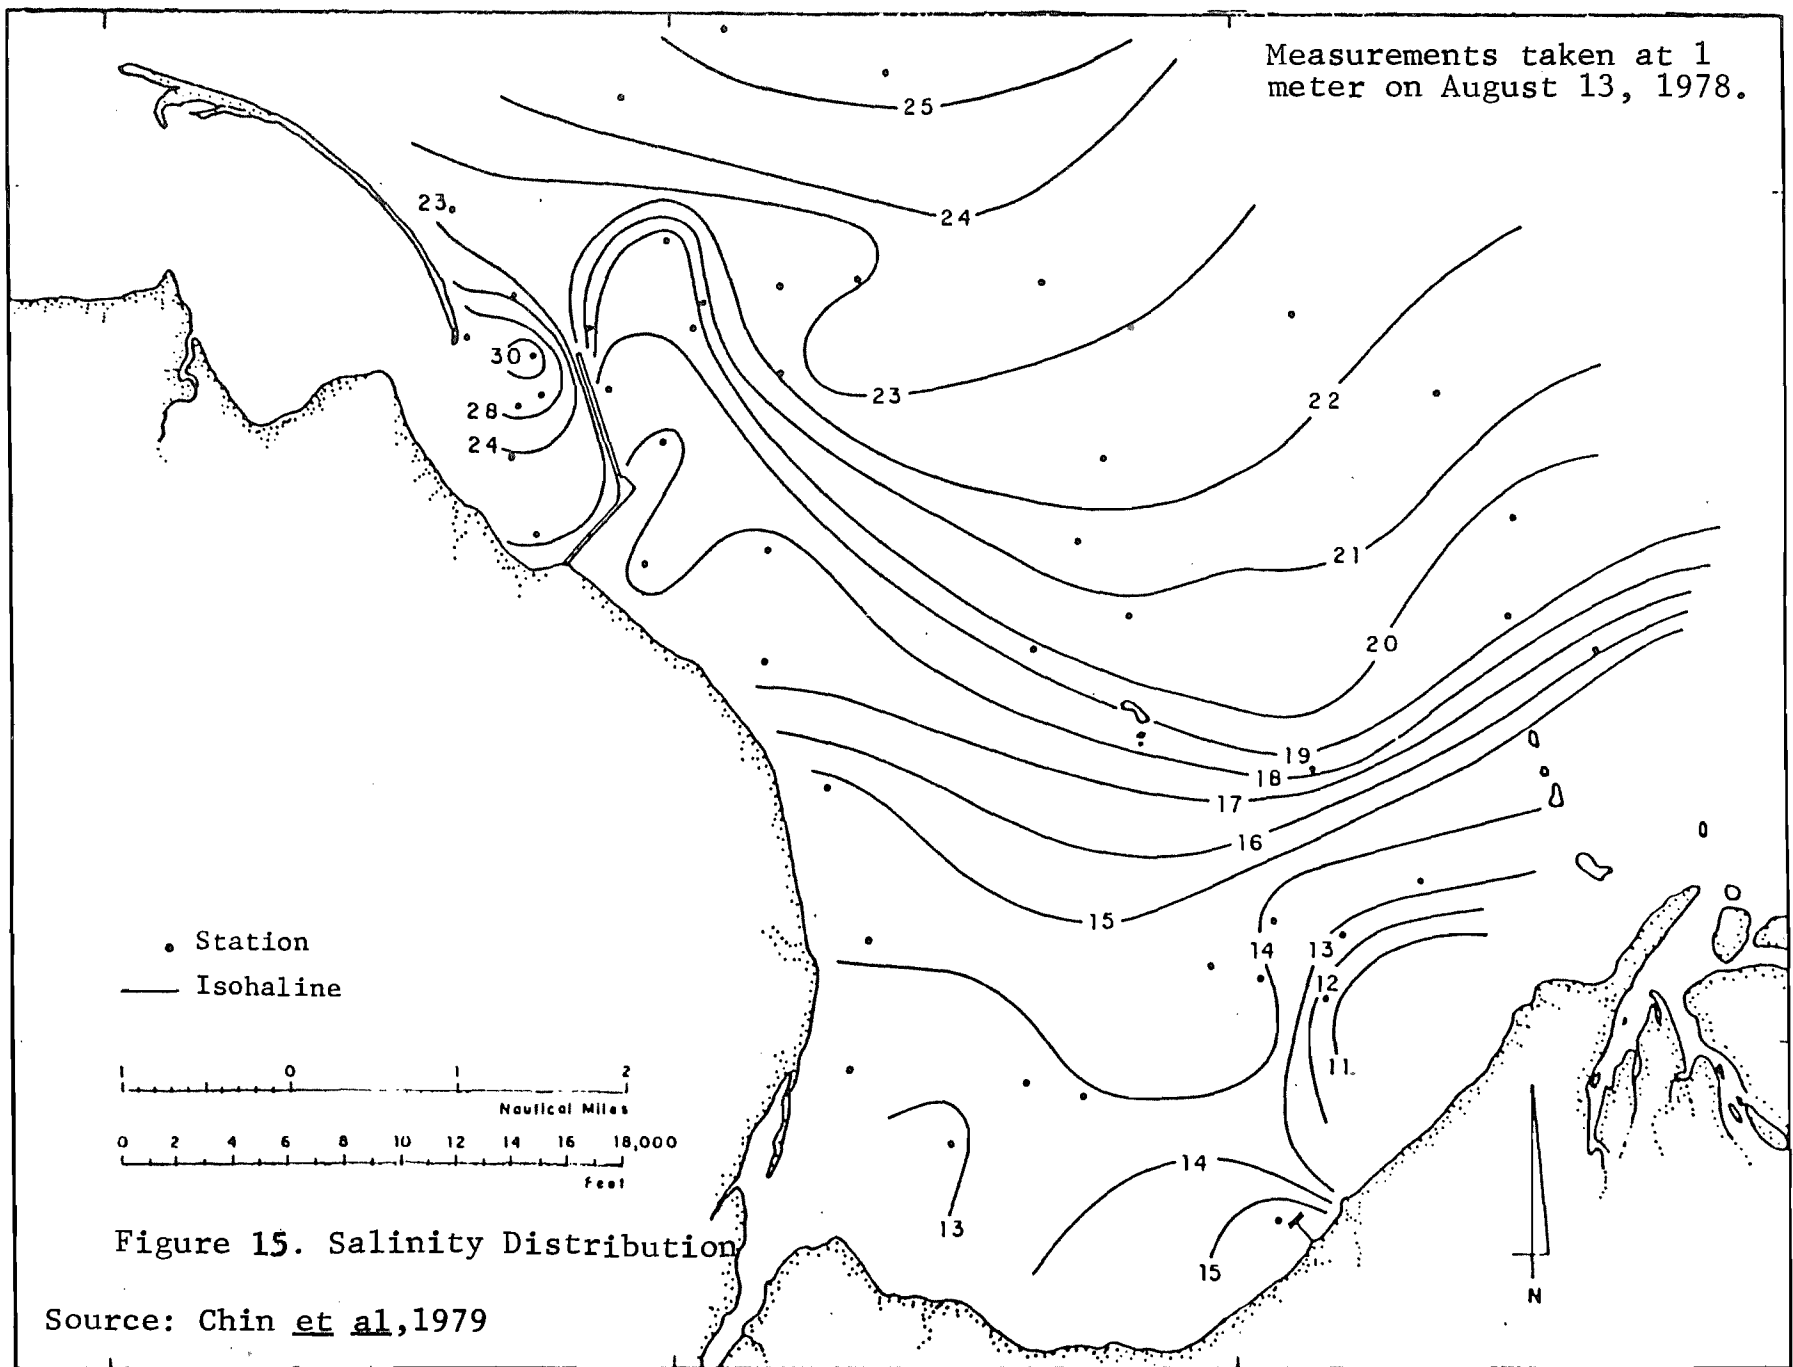 Measurements taken at 1
meter on August 13, 1978.
25
24
23
23
30
22
28
24
21
20
19
18
17
16
15
14
13
12
11
14
13
15
Station
Isohaline
1 0 1 2
Nautical Miles
0 2 4 6 8 10 12 14 16 18,000
Feet
Figure 15. Salinity Distribution
N
Source: Chin et al,1979